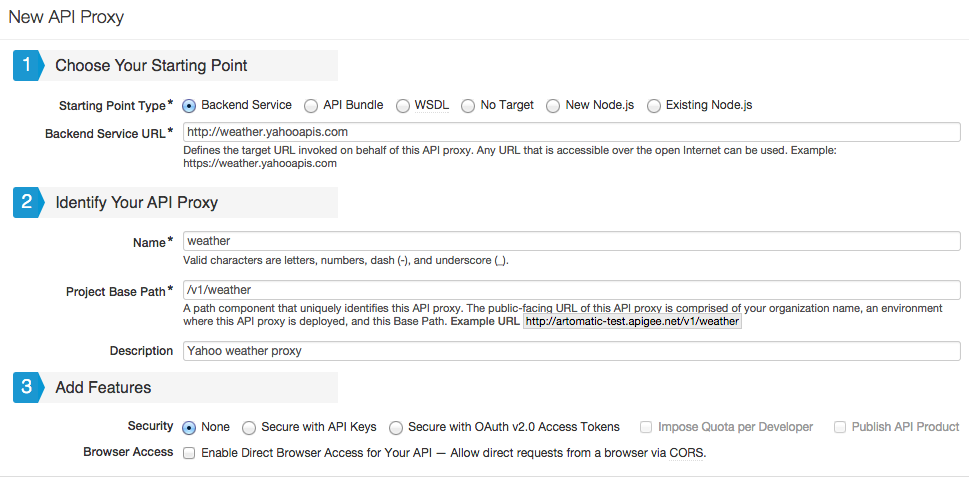 New API Proxy
1 Choose Your Starting Point
Starting Point Type* Backend Service API Bundle WSDL No Target New Node.js Existing Node.js
Backend Service URL* http://weather.yahooapis.com
Defines the target URL invoked on behalf of this API proxy. Any URL that is accessible over the open Internet can be used. Example:
https://weather.yahooapis.com
2 Identify Your API Proxy
Name* weather
Valid characters are letters, numbers, dash (-), and underscore (_).
Project Base Path* /v1/weather
A path component that uniquely identifies this API proxy. The public-facing URL of this API proxy is comprised of your organization name, an environment
where this API proxy is deployed, and this Base Path. Example URL http://artomatic-test.apigee.net/v1/weather
Description Yahoo weather proxy
3 Add Features
Security None Secure with API Keys Secure with OAuth v2.0 Access Tokens Impose Quota per Developer Publish API Product
Browser Access Enable Direct Browser Access for Your API — Allow direct requests from a browser via CORS.